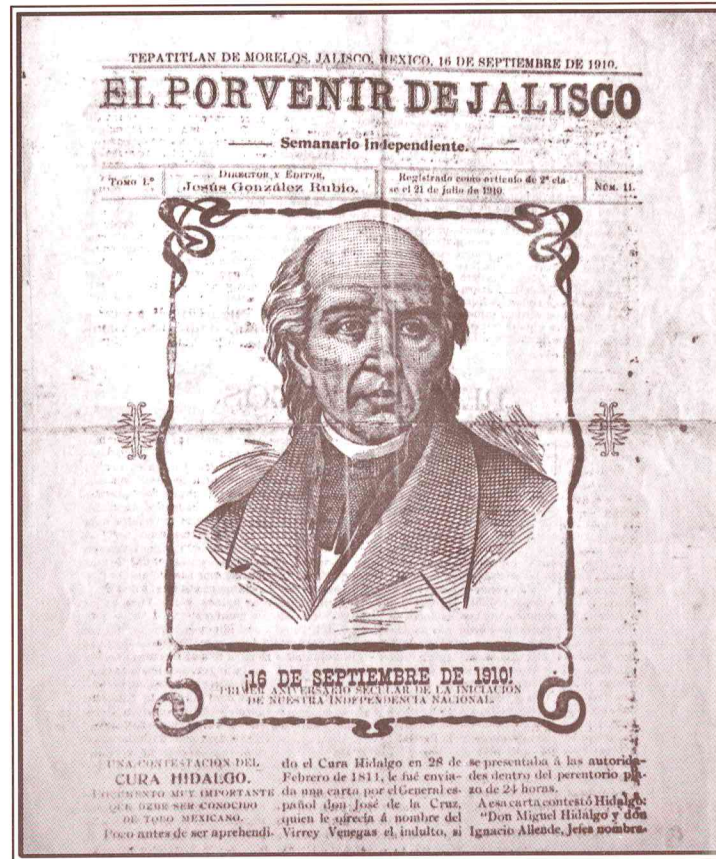 TEPATITLAN DE MORELOS, JALISCO, MEXICO, 16 DE SEPTIEMBRE DE 1910.
EL PORVENIR DE JALISCO
Semanario Independiente.
Tomo I.º
Director y Editor,
Jesús González Rubio.
Registrado como artículo de 2ª cla-
se el 21 de julio de 1910
Núm. 11.
¡16 DE SEPTIEMBRE DE 1910!
PRIMER ANIVERSARIO SECULAR DE LA INICIACION
DE NUESTRA INDEPENDENCIA NACIONAL.
UNA CONTESTACION DEL
CURA HIDALGO.
DOCUMENTO MUY IMPORTANTE
QUE DEBE SER CONOCIDO
DE TODO MEXICANO.
Poco antes de ser aprehendi-
do el Cura Hidalgo en 28 de
Febrero de 1811, le fué envia-
da una carta por el General es-
pañol don José de la Cruz,
quien le ofrecía á nombre del
Virrey Venegas el indulto, si
se presentaba á las autorida-
des dentro del perentorio pla-
zo de 24 horas.
A esa carta contestó Hidalgo:
"Don Miguel Hidalgo y don
Ignacio Allende, Jefes nombra-